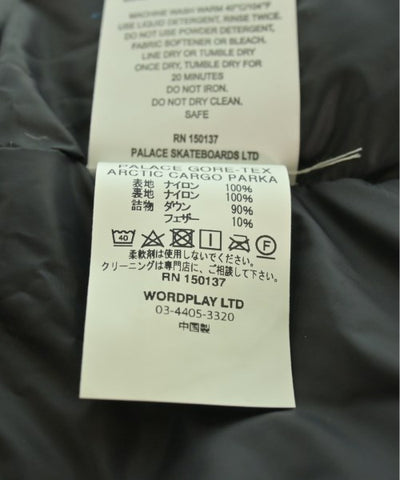 MACHINE WASH WARM 40°C/104°F
USE LIQUID DETERGENT, RINSE TWICE.
DO NOT USE POWDER DETERGENT,
FABRIC SOFTENER OR BLEACH.
LINE DRY OR TUMBLE DRY
ONCE DRY, TUMBLE DRY FOR
20 MINUTES
DO NOT IRON.
DO NOT DRY CLEAN.
SAFE
RN 150137
PALACE SKATEBOARDS LTD
PALACE GORE-TEX
ARCTIC CARGO PARKA
表地 ナイロン 100%
裏地 ナイロン 100%
詰物 ダウン 90%
フェザー 10%
40 F
柔軟剤は使用しないでください。
クリーニングは専門店に、ご相談して下さい。
RN 150137
WORDPLAY LTD
03-4405-3320
中国製